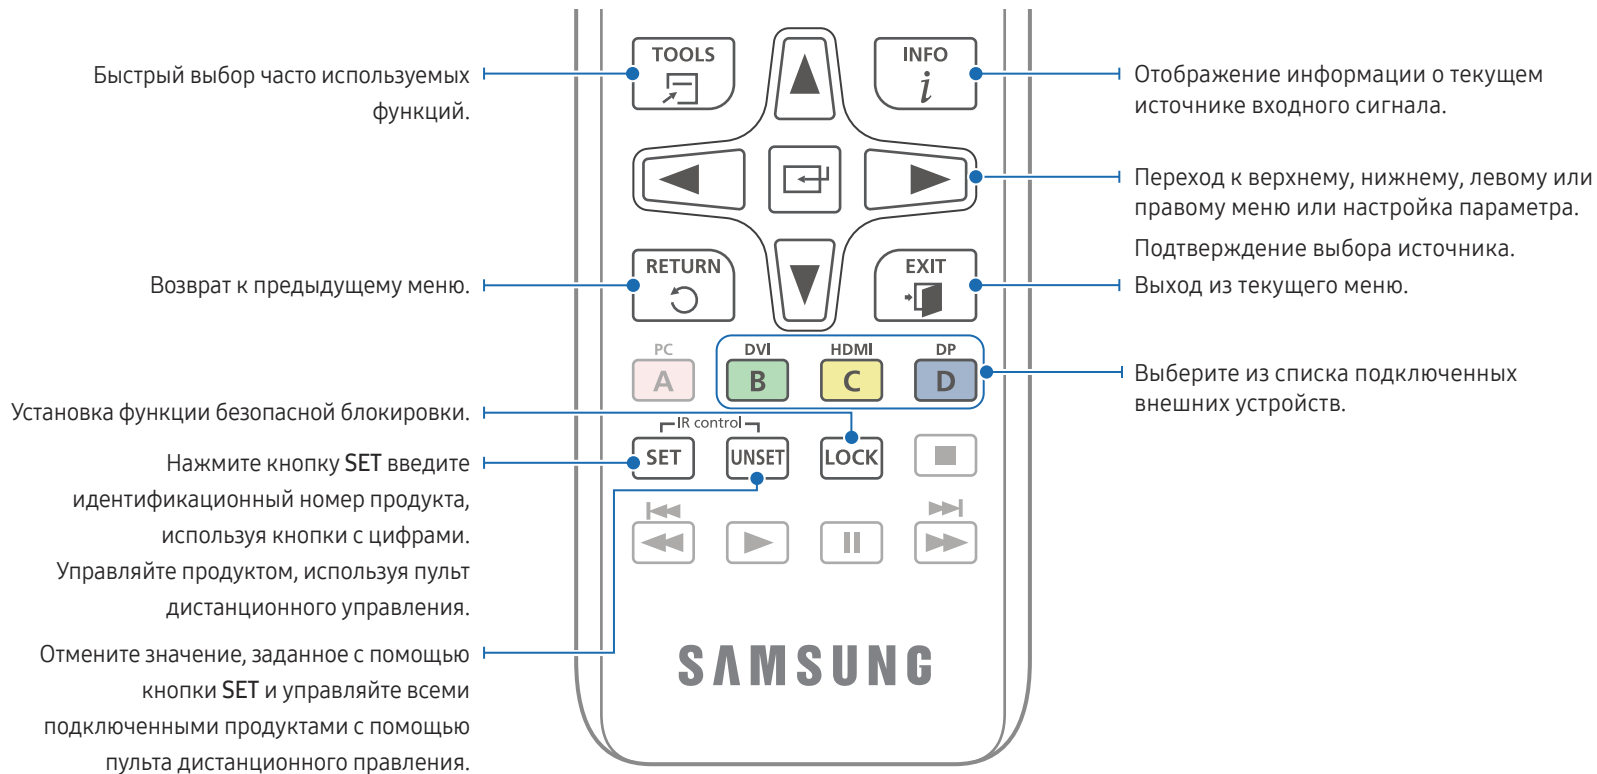 TOOLS
INFO
Быстрый выбор часто используемых
функций.
Отображение информации о текущем
источнике входного сигнала.
Переход к верхнему, нижнему, левому или
правому меню или настройка параметра.
Подтверждение выбора источника.
RETURN
EXIT
Возврат к предыдущему меню.
Выход из текущего меню.
PC
DVI
HDMI
DP
A
B
C
D
Выберите из списка подключенных
внешних устройств.
Установка функции безопасной блокировки.
IR control
SET
UNSET
LOCK
Нажмите кнопку SET введите
идентификационный номер продукта,
используя кнопки с цифрами.
Управляйте продуктом, используя пульт
дистанционного управления.
Отмените значение, заданное с помощью
кнопки SET и управляйте всеми
подключенными продуктами с помощью
пульта дистанционного правления.
SAMSUNG